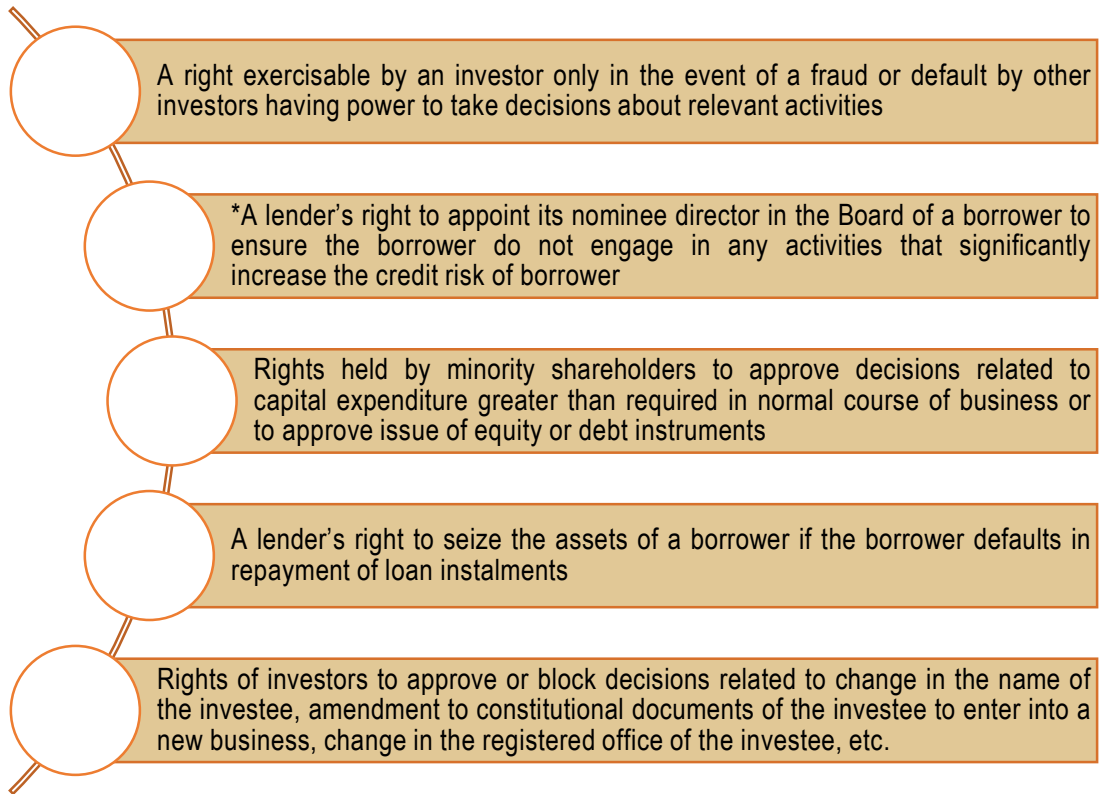 A right exercisable by an investor only in the event of a fraud or default by other
investors having power to take decisions about relevant activities
*A lender’s right to appoint its nominee director in the Board of a borrower to
ensure the borrower do not engage in any activities that significantly
increase the credit risk of borrower
Rights held by minority shareholders to approve decisions related to
capital expenditure greater than required in normal course of business or
to approve issue of equity or debt instruments
A lender’s right to seize the assets of a borrower if the borrower defaults in
repayment of loan instalments
Rights of investors to approve or block decisions related to change in the name of
the investee, amendment to constitutional documents of the investee to enter into a
new business, change in the registered office of the investee, etc.